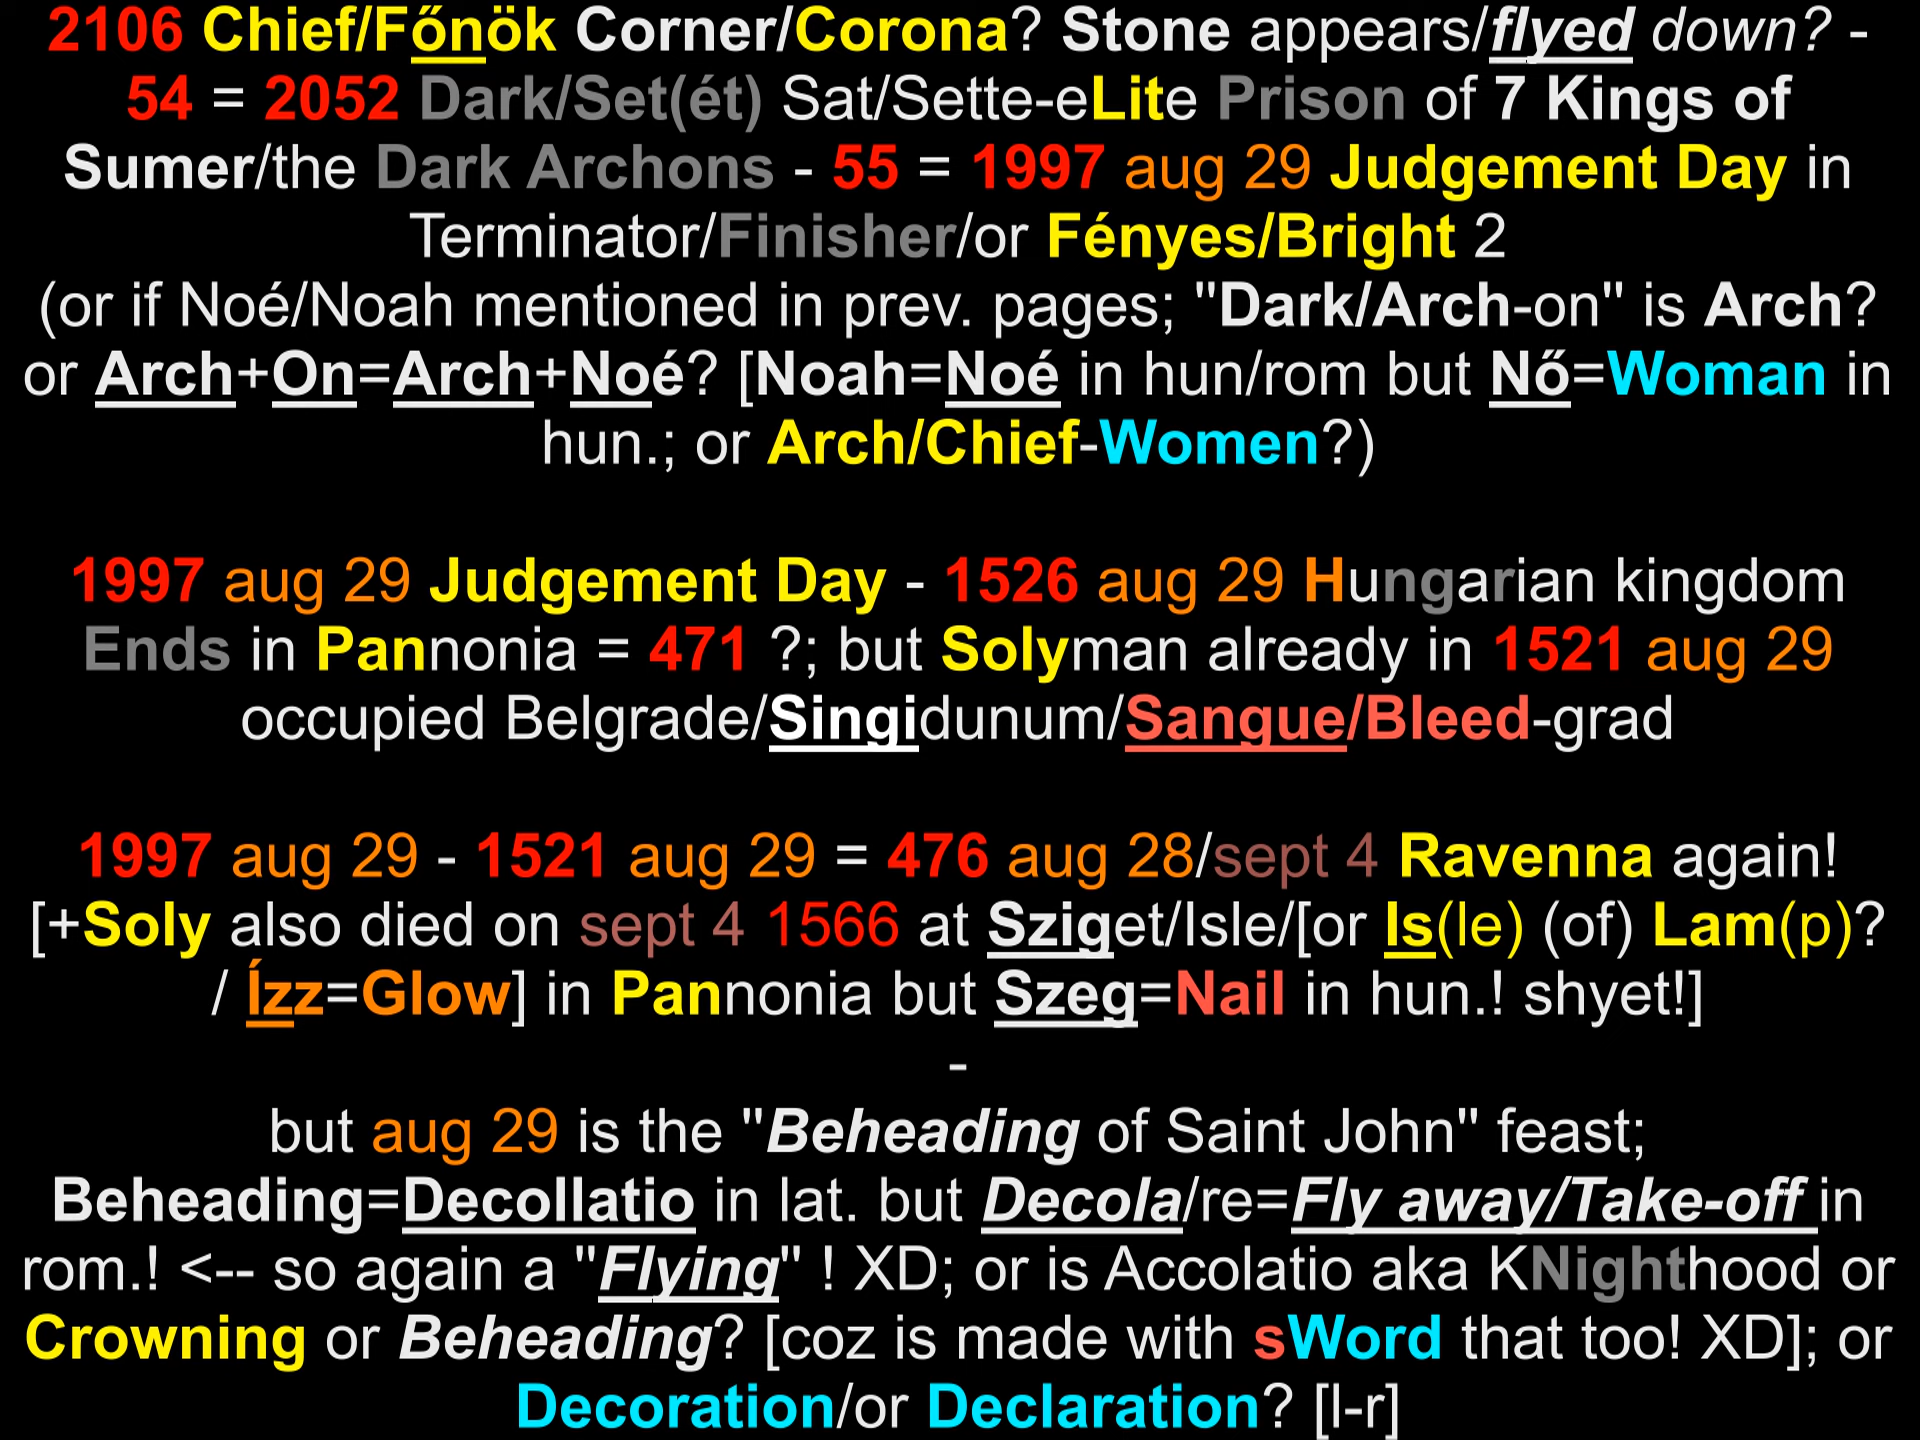 2106 Chief/Főnök Corner/Corona? Stone appears/flyed down? -
54 = 2052 Dark/Set(ét) Sat/Sette-eLite Prison of 7 Kings of
Sumer/the Dark Archons - 55 = 1997 aug 29 Judgement Day in
Terminator/Finisher/or Fényes/Bright 2
(or if Noé/Noah mentioned in prev. pages; "Dark/Arch-on" is Arch?
or Arch+On=Arch+Noé? [Noah=Noé in hun/rom but Nő=Woman in
hun.; or Arch/Chief-Women?)
1997 aug 29 Judgement Day - 1526 aug 29 Hungarian kingdom
Ends in Pannonia = 471 ?; but Solyman already in 1521 aug 29
occupied Belgrade/Singidunum/Sangue/Bleed-grad
1997 aug 29 - 1521 aug 29 = 476 aug 28/sept 4 Ravenna again!
[+Soly also died on sept 4 1566 at Sziget/Isle/[or Is(le) (of) Lam(p)?
/ Ízz=Glow] in Pannonia but Szeg=Nail in hun.! shyet!]
-
but aug 29 is the "Beheading of Saint John" feast;
Beheading=Decollatio in lat. but Decola/re=Fly away/Take-off in
rom.! <-- so again a "Flying" ! XD; or is Accolatio aka KNighthood or
Crowning or Beheading? [coz is made with sWord that too! XD]; or
Decoration/or Declaration? [l-r]